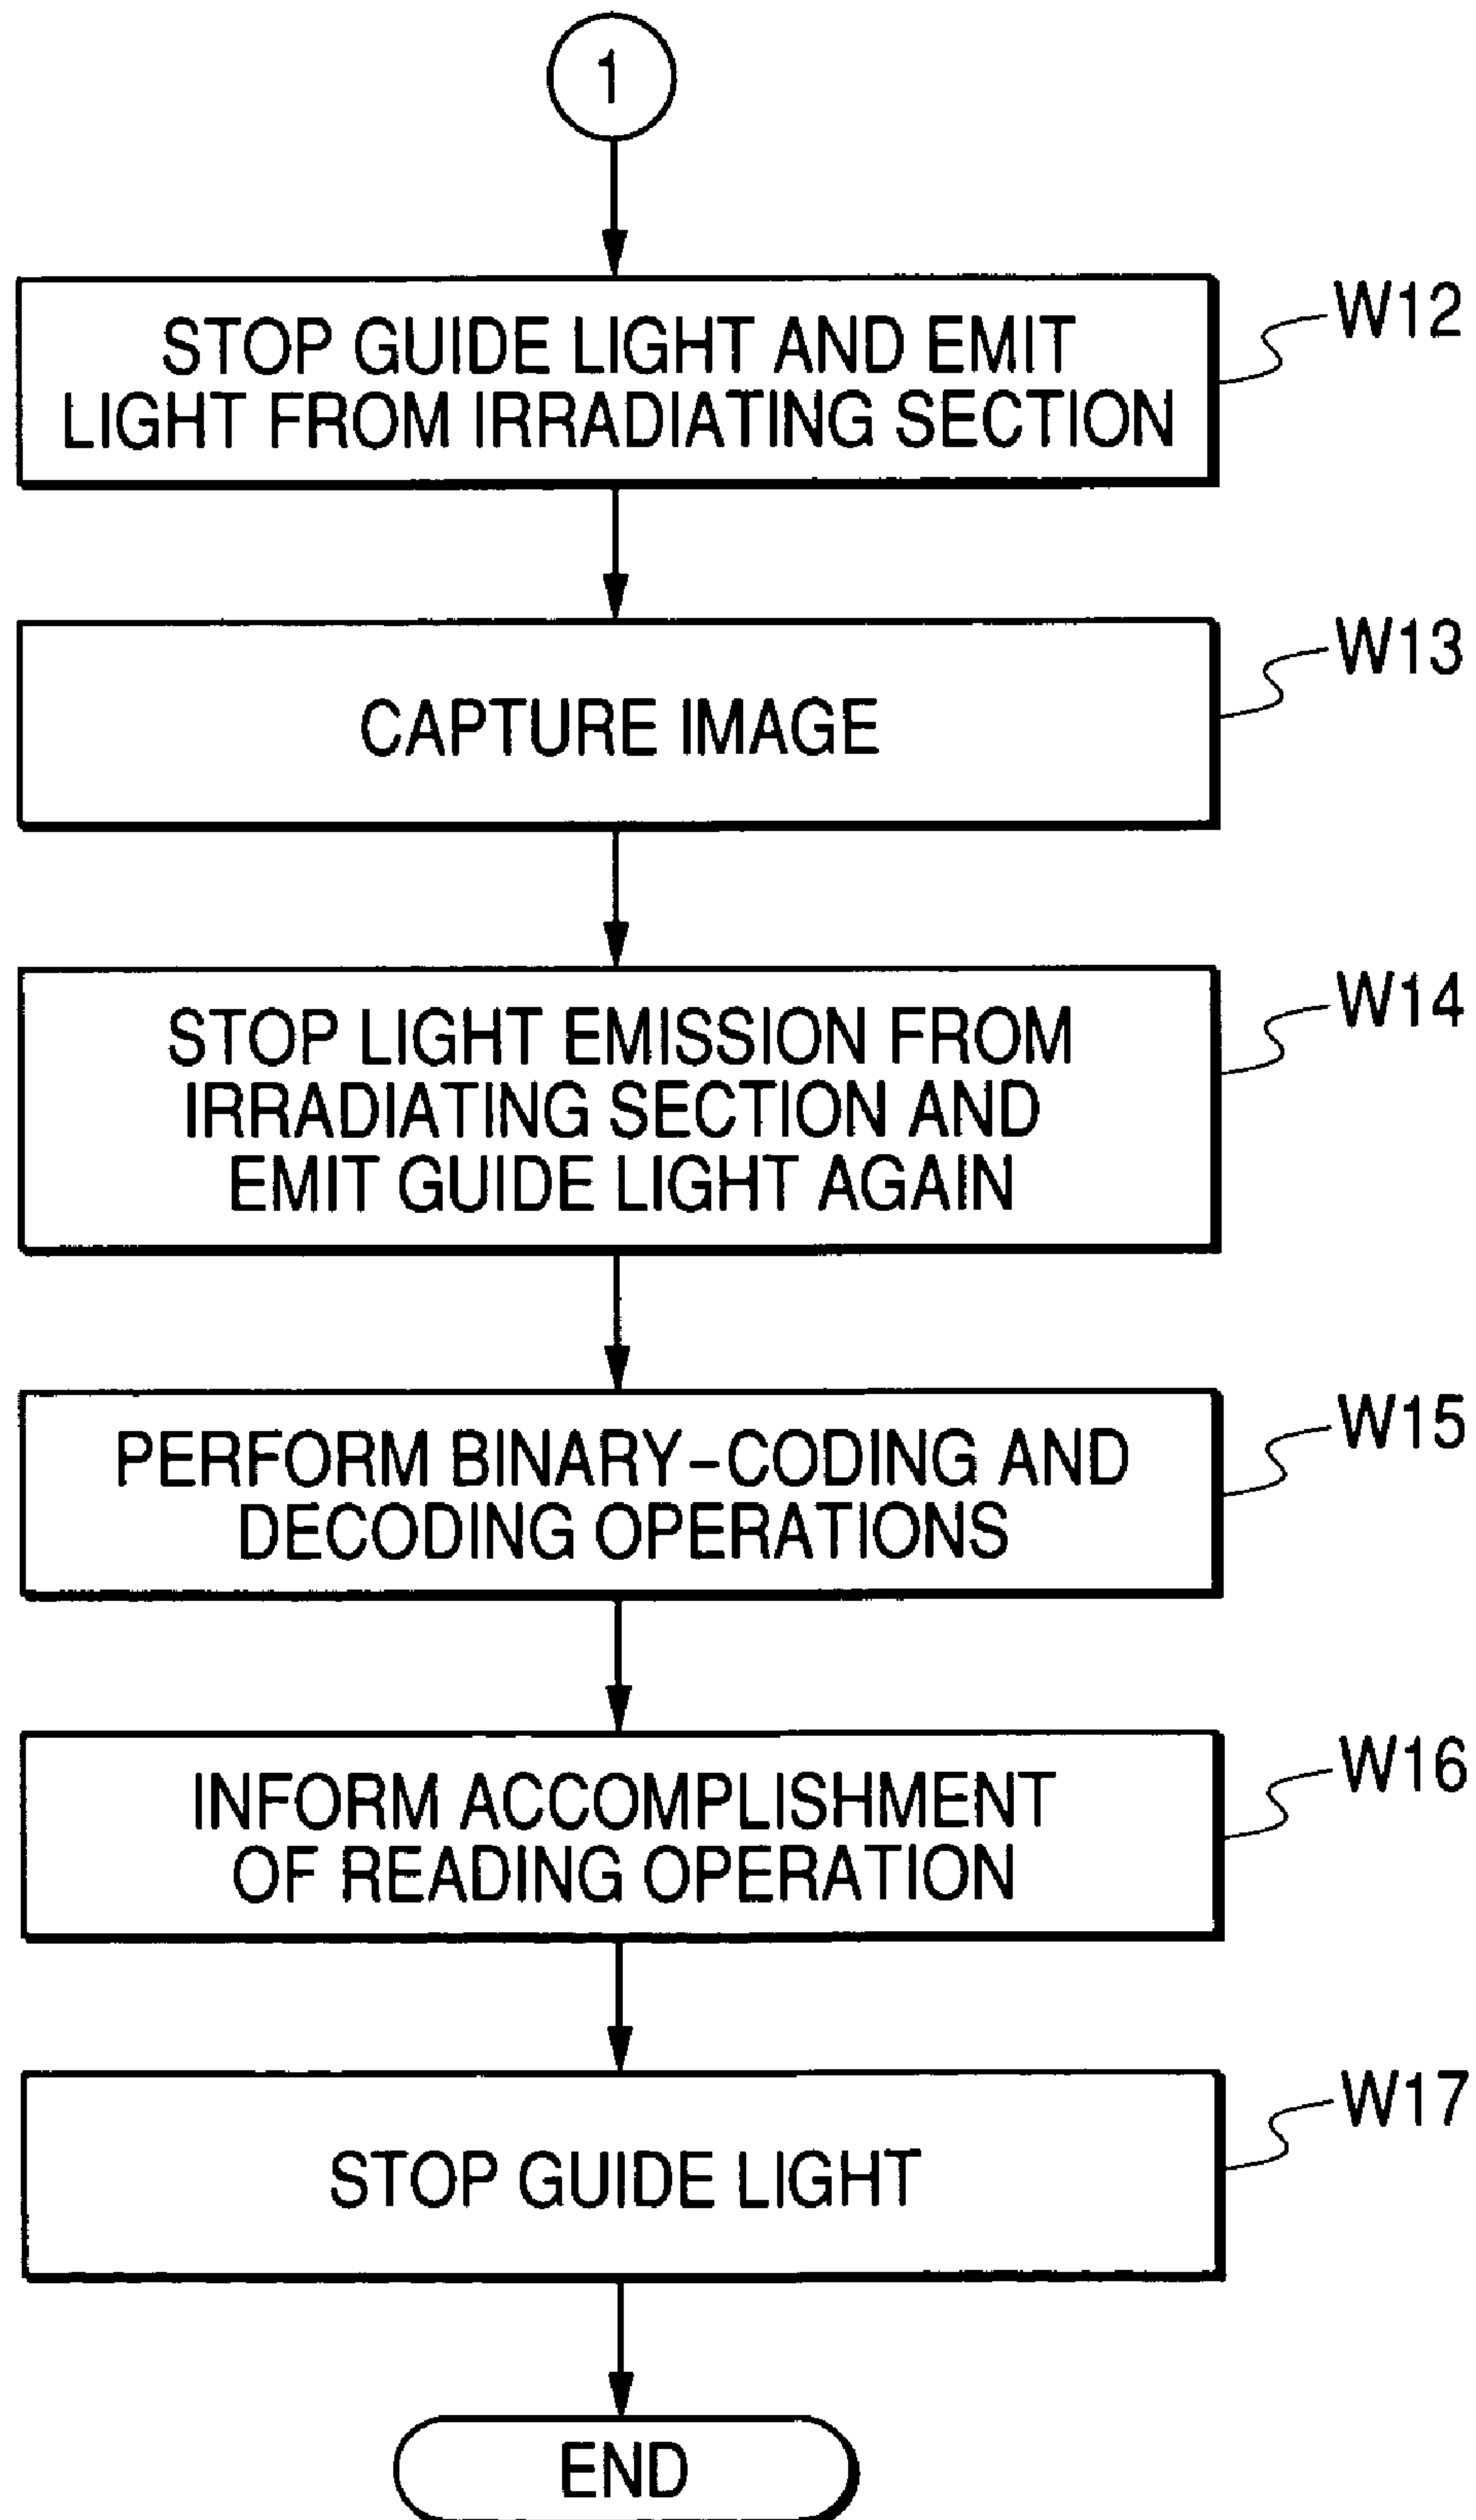 1
STOP GUIDE LIGHT AND EMIT
LIGHT FROM IRRADIATING SECTION
W12
CAPTURE IMAGE
W13
STOP LIGHT EMISSION FROM
IRRADIATING SECTION AND
EMIT GUIDE LIGHT AGAIN
W14
PERFORM BINARY-CODING AND
DECODING OPERATIONS
W15
INFORM ACCOMPLISHMENT
OF READING OPERATION
W16
STOP GUIDE LIGHT
W17
END